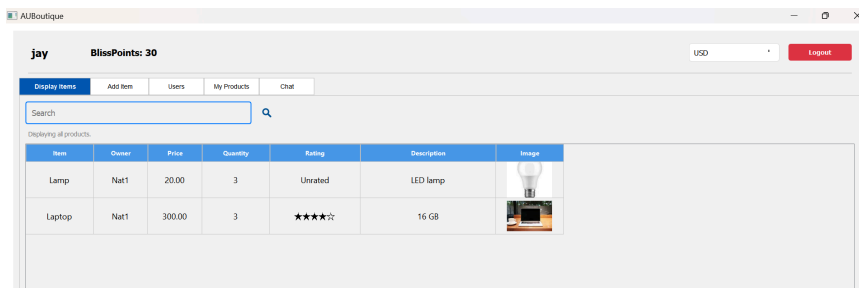 AUBoutique
jay BlissPoints: 30 USD Logout
Display Items Add Item Users My Products Chat
Search
Displaying all products.
Item Owner Price Quantity Rating Description Image
Lamp Nat1 20.00 3 Unrated LED lamp
Laptop Nat1 300.00 3 ★★★★☆ 16 GB